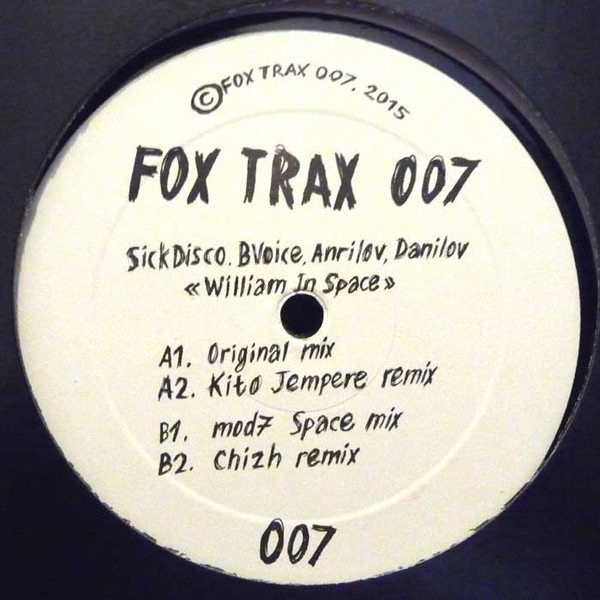 © FOX TRAX 007, 2015
FOX TRAX 007
SickDisco, BVoice, Anrilov, Danilov
«William In Space»
A1. Original mix
A2. Kito Jempere remix
B1. mod7 Space mix
B2. Chizh remix
007